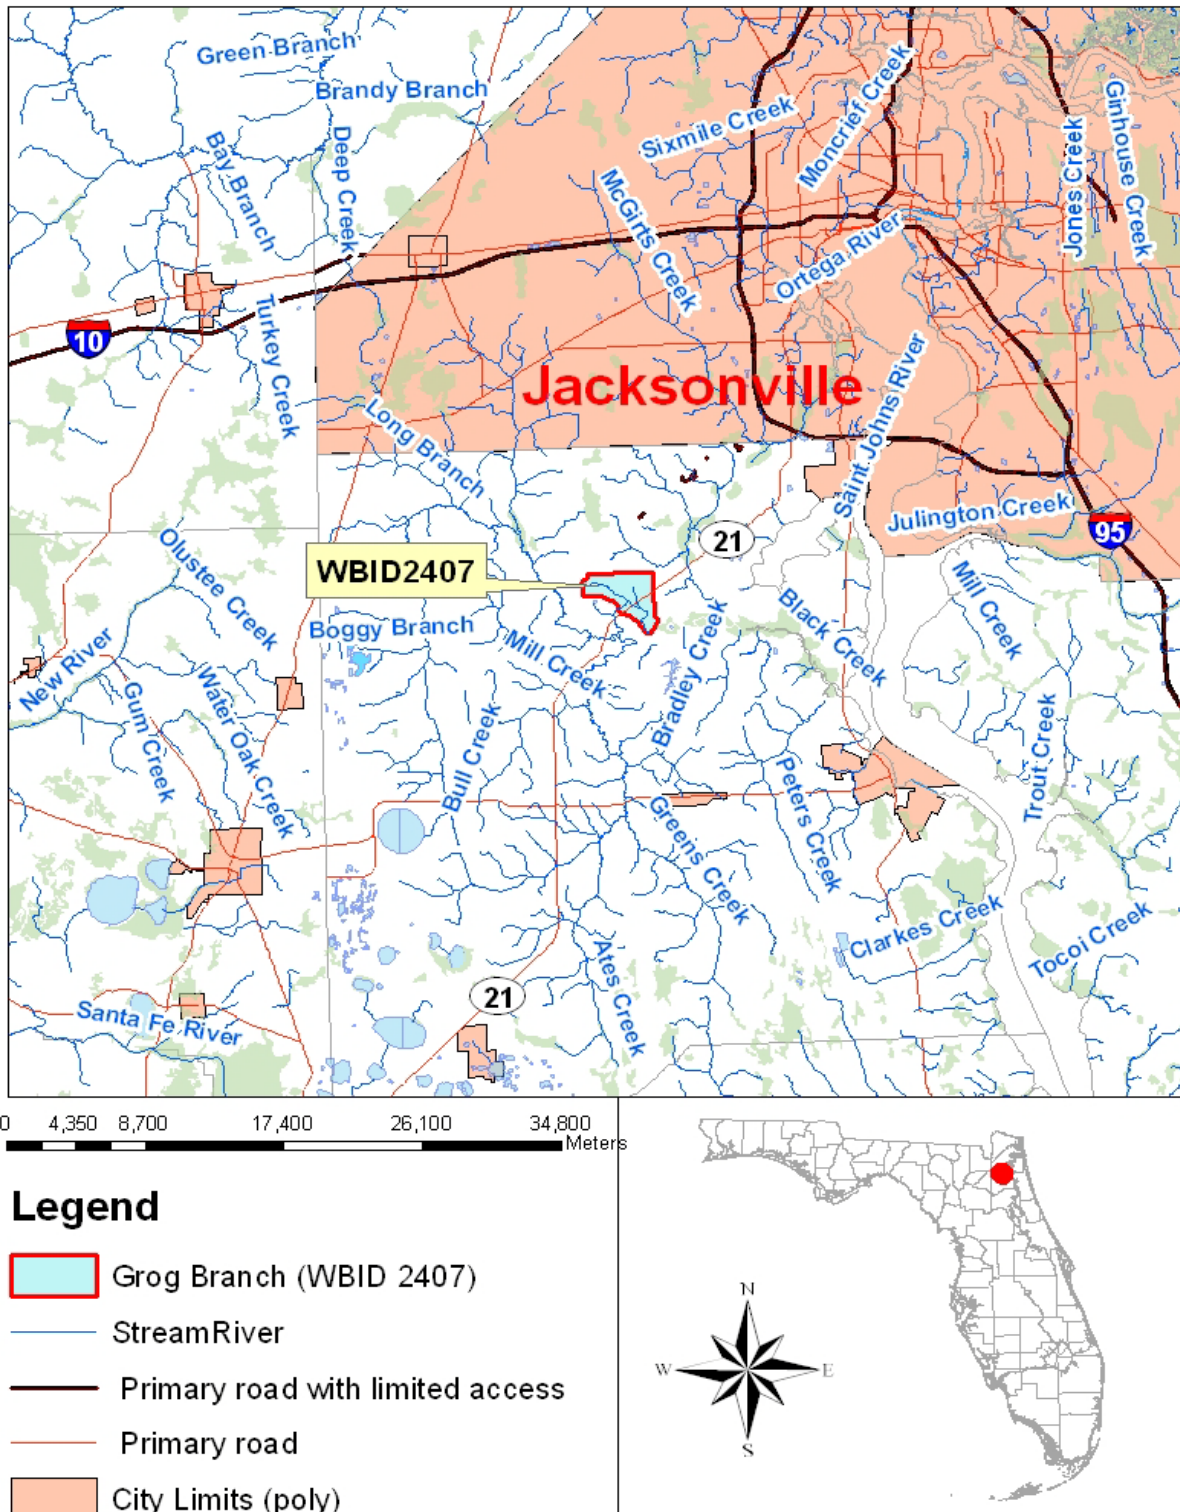 Green Branch
Brandy Branch
Bay Branch
Deep Creek
Sixmile Creek
Moncrief Creek
Jones Creek
Ginhouse Creek
McGirts Creek
Ortega River
10
Turkey Creek
Jacksonville
Long Branch
Saint Johns River
Julington Creek
95
21
Olustee Creek
WBID2407
Boggy Branch
Mill Creek
Bradley Creek
Black Creek
Mill Creek
New River
Gum Creek
Water Oak Creek
Bull Creek
Peters Creek
Trout Creek
Greens Creek
Clarkes Creek
Tocoi Creek
Ates Creek
21
Santa Fe River
0 4,350 8,700 17,400 26,100 34,800
Meters
Legend
Grog Branch (WBID 2407)
StreamRiver
Primary road with limited access
Primary road
City Limits (poly)
N
W E
S